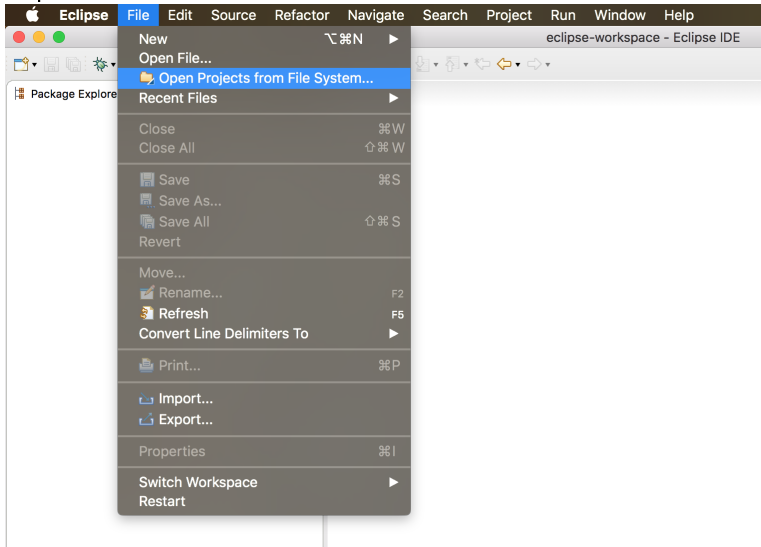 Eclipse File Edit Source Refactor Navigate Search Project Run Window Help
eclipse-workspace - Eclipse IDE
Package Explore
New ⌥⌘N ▶
Open File...
Open Projects from File System...
Recent Files ▶
Close ⌘W
Close All ⇧⌘W
Save ⌘S
Save As...
Save All ⇧⌘S
Revert
Move...
Rename... F2
Refresh F5
Convert Line Delimiters To ▶
Print... ⌘P
Import...
Export...
Properties ⌘I
Switch Workspace ▶
Restart